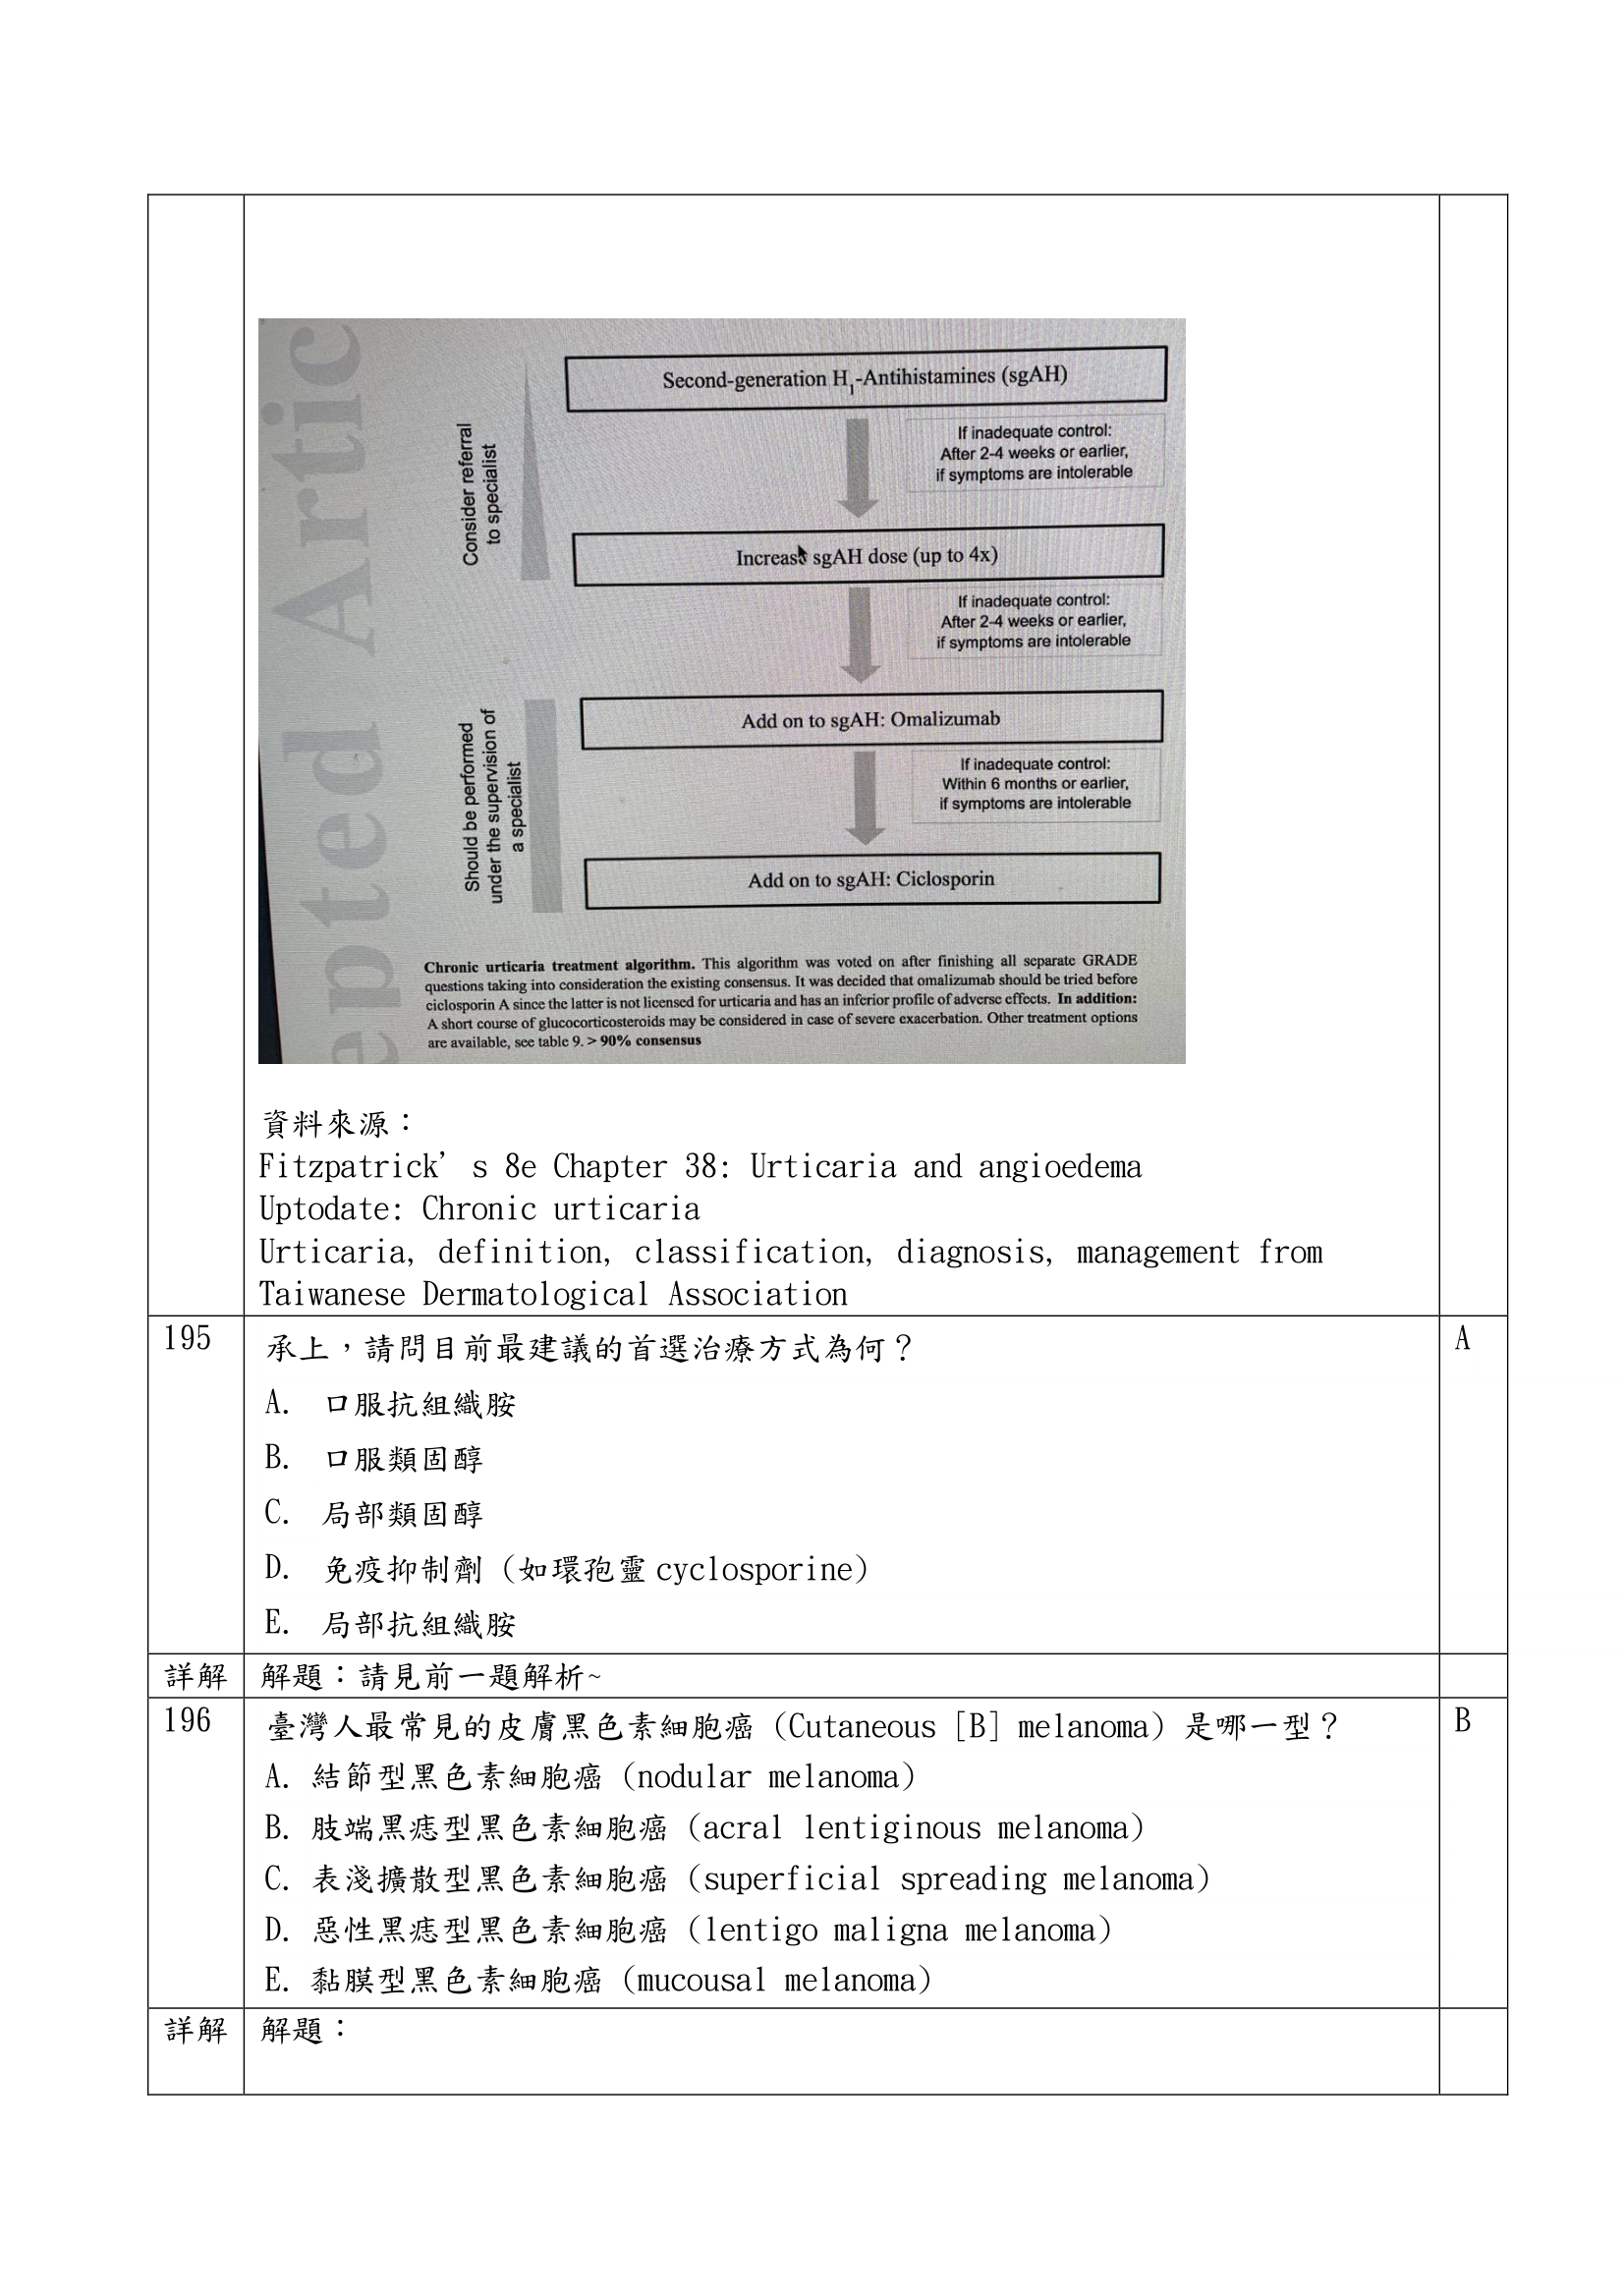 epted Artic
Consider referral
to specialist
Second-generation H1-Antihistamines (sgAH)
If inadequate control:
After 2-4 weeks or earlier,
if symptoms are intolerable
Increase sgAH dose (up to 4x)
If inadequate control:
After 2-4 weeks or earlier,
if symptoms are intolerable
Should be performed
under the supervision of
a specialist
Add on to sgAH: Omalizumab
If inadequate control:
Within 6 months or earlier,
if symptoms are intolerable
Add on to sgAH: Ciclosporin
Chronic urticaria treatment algorithm. This algorithm was voted on after finishing all separate GRADE
questions taking into consideration the existing consensus. It was decided that omalizumab should be tried before
ciclosporin A since the latter is not licensed for urticaria and has an inferior profile of adverse effects. In addition:
A short course of glucocorticosteroids may be considered in case of severe exacerbation. Other treatment options
are available, see table 9. > 90% consensus
資料來源：
Fitzpatrick's 8e Chapter 38: Urticaria and angioedema
Uptodate: Chronic urticaria
Urticaria, definition, classification, diagnosis, management from
Taiwanese Dermatological Association
195 承上，請問目前最建議的首選治療方式為何？ A
A. 口服抗組織胺
B. 口服類固醇
C. 局部類固醇
D. 免疫抑制劑（如環孢靈 cyclosporine）
E. 局部抗組織胺
詳解 解題：請見前一題解析~
196 臺灣人最常見的皮膚黑色素細胞癌（Cutaneous [B] melanoma）是哪一型？ B
A. 結節型黑色素細胞癌（nodular melanoma）
B. 肢端黑痣型黑色素細胞癌（acral lentiginous melanoma）
C. 表淺擴散型黑色素細胞癌（superficial spreading melanoma）
D. 惡性黑痣型黑色素細胞癌（lentigo maligna melanoma）
E. 黏膜型黑色素細胞癌（mucousal melanoma）
詳解 解題：